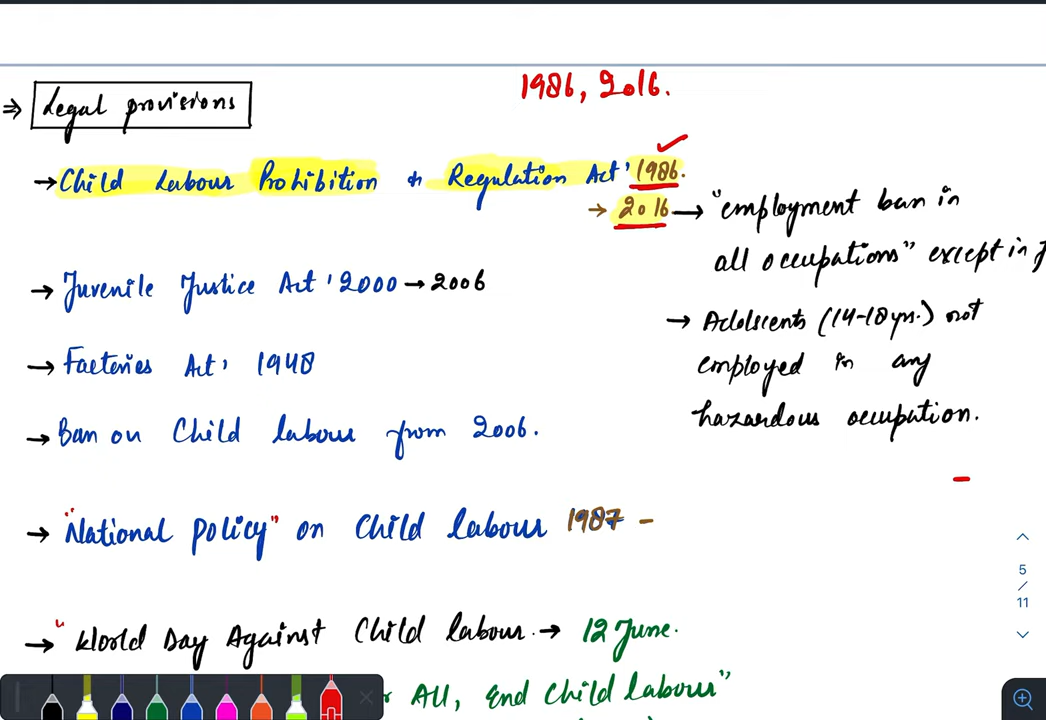 1986, 2016.
⇒ Legal provisions
→ Child Labour Prohibition & Regulation Act' 1986.
→ 2016 → "employment ban in
all occupations" except in
→ Juvenile Justice Act' 2000 → 2006
→ Adolscents (14-18 yrs.) not
employed in any
hazardous occupation.
→ Factories Act' 1948
→ Ban on Child labour from 2006.
→ "National policy" on Child labour 1987 -
→ "World Day Against Child labour. → 12 June.
All, End Child labour"
5
/
11